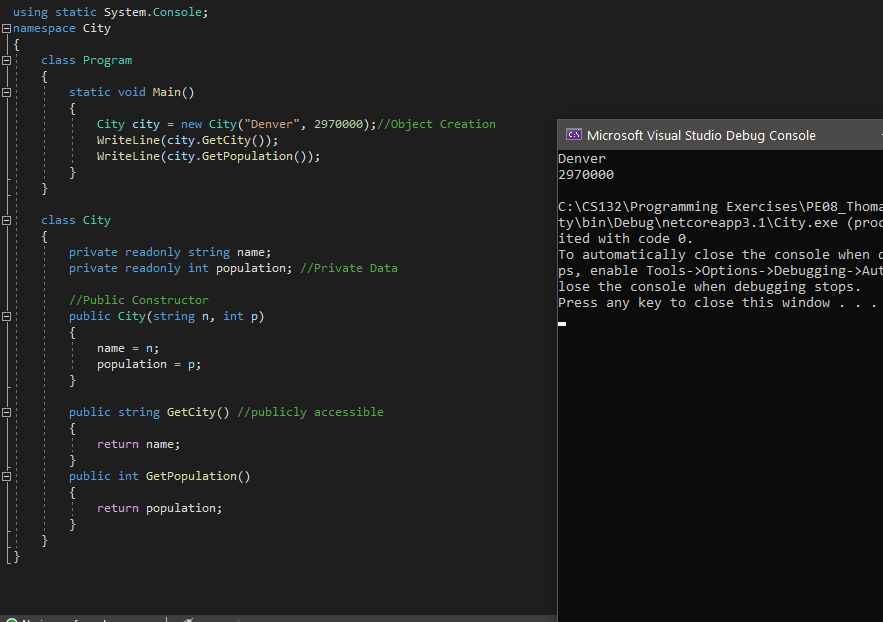 using static System.Console;
namespace City
{
class Program
{
static void Main()
{
City city = new City("Denver", 2970000);//Object Creation
WriteLine(city.GetCity());
WriteLine(city.GetPopulation());
}
}
class City
{
private readonly string name;
private readonly int population; //Private Data
//Public Constructor
public City(string n, int p)
{
name = n;
population = p;
}
public string GetCity() //publicly accessible
{
return name;
}
public int GetPopulation()
{
return population;
}
}
}
Microsoft Visual Studio Debug Console
Denver
2970000
C:\CS132\Programming Exercises\PE08_Thoma
ty\bin\Debug\netcoreapp3.1\City.exe (proc
ited with code 0.
To automatically close the console when d
ps, enable Tools->Options->Debugging->Aut
lose the console when debugging stops.
Press any key to close this window . . .